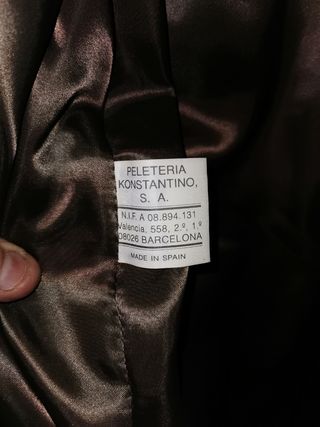 PELETERIA
KONSTANTINO,
S. A.
N.I.F. A 08.894.131
Valencia, 558, 2.º, 1.º
08026 BARCELONA
MADE IN SPAIN